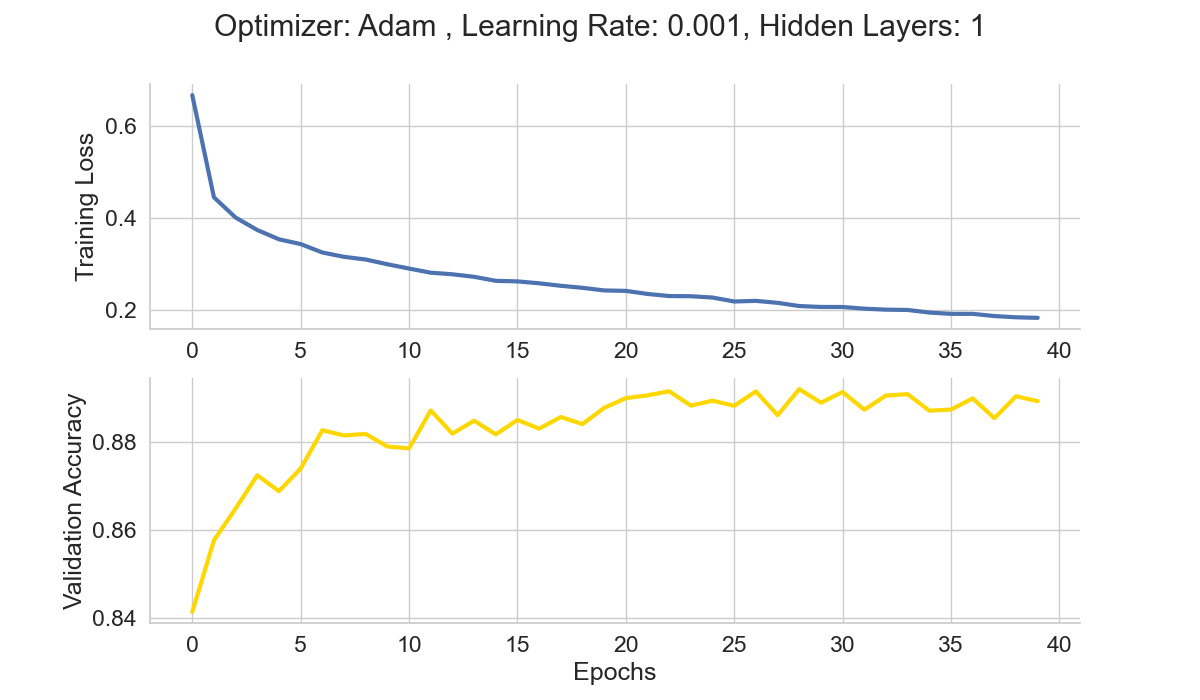 Optimizer: Adam , Learning Rate: 0.001, Hidden Layers: 1
Training Loss
0.6
0.4
0.2
0 5 10 15 20 25 30 35 40
Validation Accuracy
0.88
0.86
0.84
0 5 10 15 20 25 30 35 40
Epochs